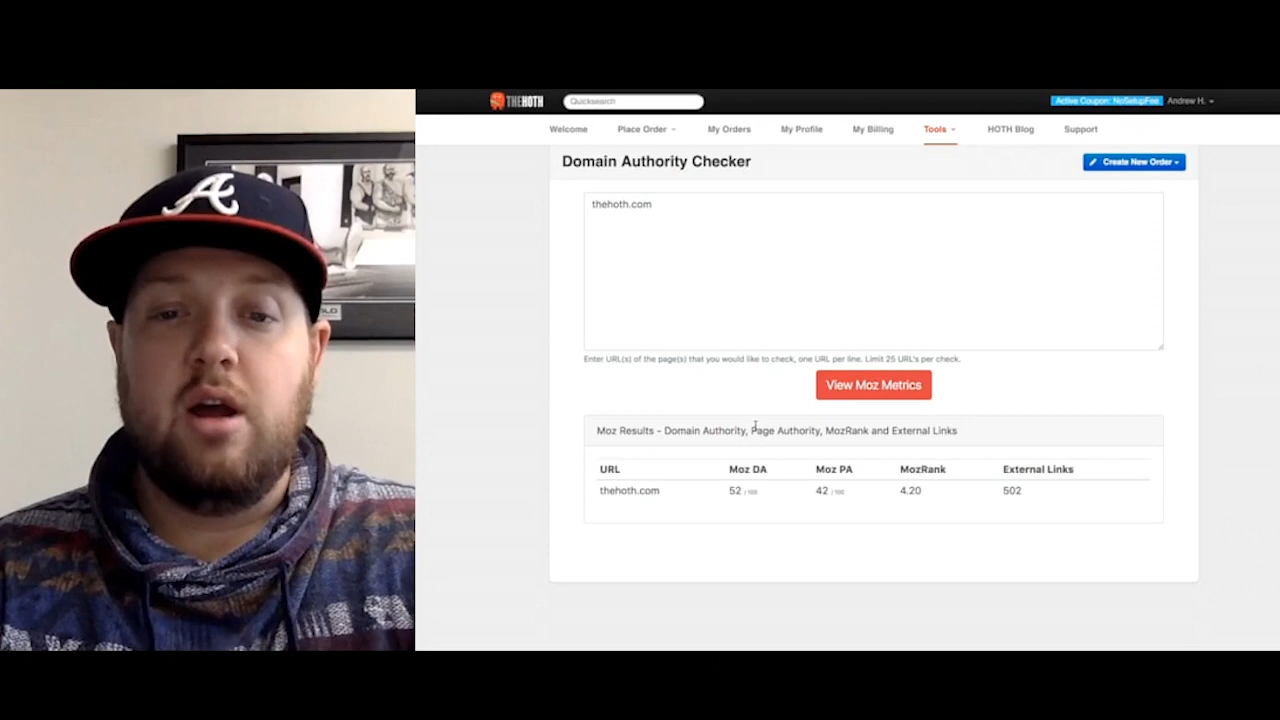 A
SLO
THEHOTH
Quicksearch
Active Coupon: NoSetupFee
Andrew H.
Welcome
Place Order
My Orders
My Profile
My Billing
Tools
HOTH Blog
Support
Domain Authority Checker
Create New Order
thehoth.com
Enter URL(s) of the page(s) that you would like to check, one URL per line. Limit 25 URL's per check.
View Moz Metrics
Moz Results - Domain Authority, Page Authority, MozRank and External Links
URL Moz DA Moz PA MozRank External Links
thehoth.com 52 / 100 42 / 100 4.20 502